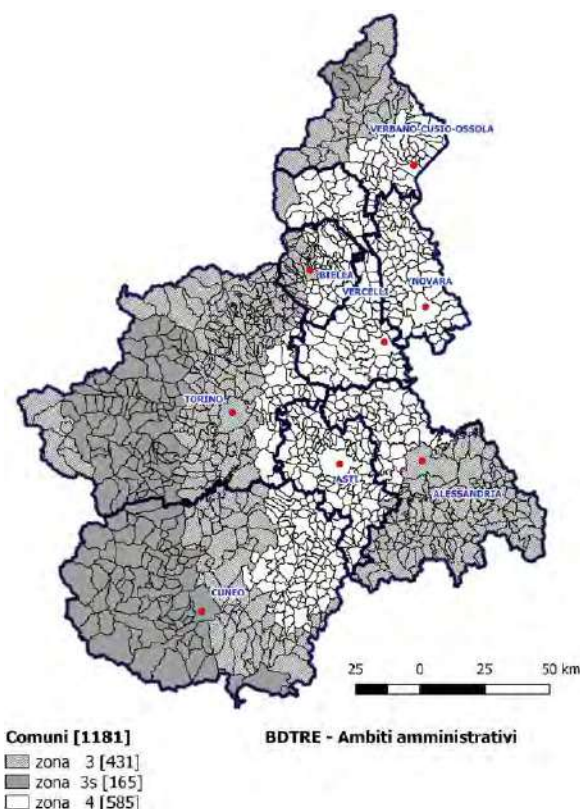 VERBANO-CUSIO-OSSOLA
BIELLA
VERCELLI
NOVARA
TORINO
ASTI
ALESSANDRIA
CUNEO
25 0 25 50 km
Comuni [1181]
BDTRE - Ambiti amministrativi
zona 3 [431]
zona 3s [165]
zona 4 [585]